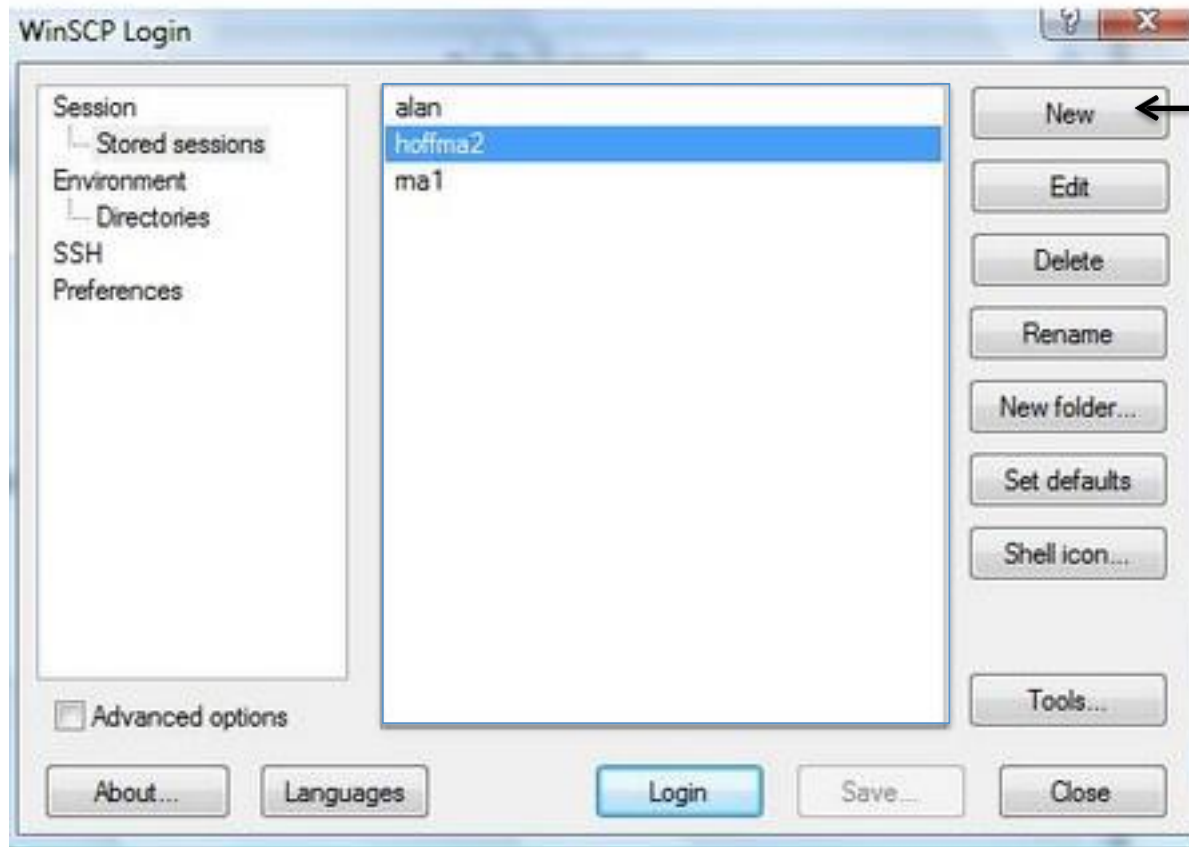 WinSCP Login
Session
Stored sessions
Environment
Directories
SSH
Preferences
Advanced options
alan
hoffma2
ma1
New
Edit
Delete
Rename
New folder...
Set defaults
Shell icon...
Tools...
About...
Languages
Login
Save...
Close